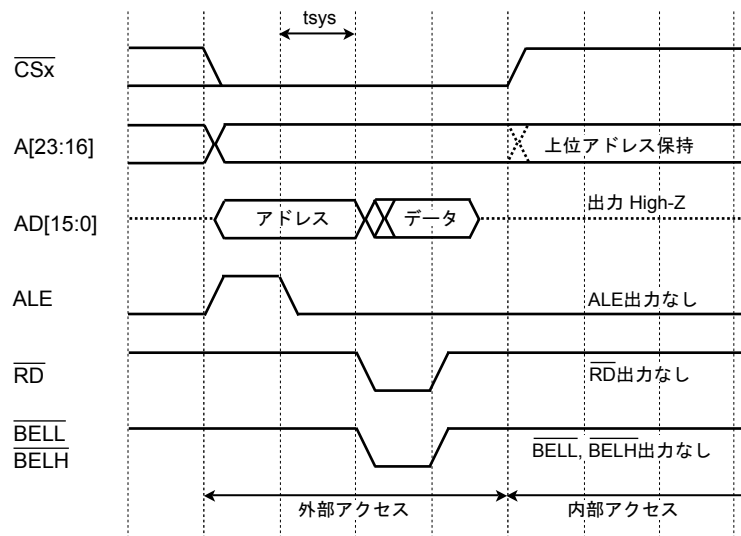 tsys
CSx
A[23:16]
上位アドレス保持
AD[15:0]
アドレス
データ
出力 High-Z
ALE
ALE出力なし
RD
RD出力なし
BELL
BELH
BELL, BELH出力なし
外部アクセス
内部アクセス